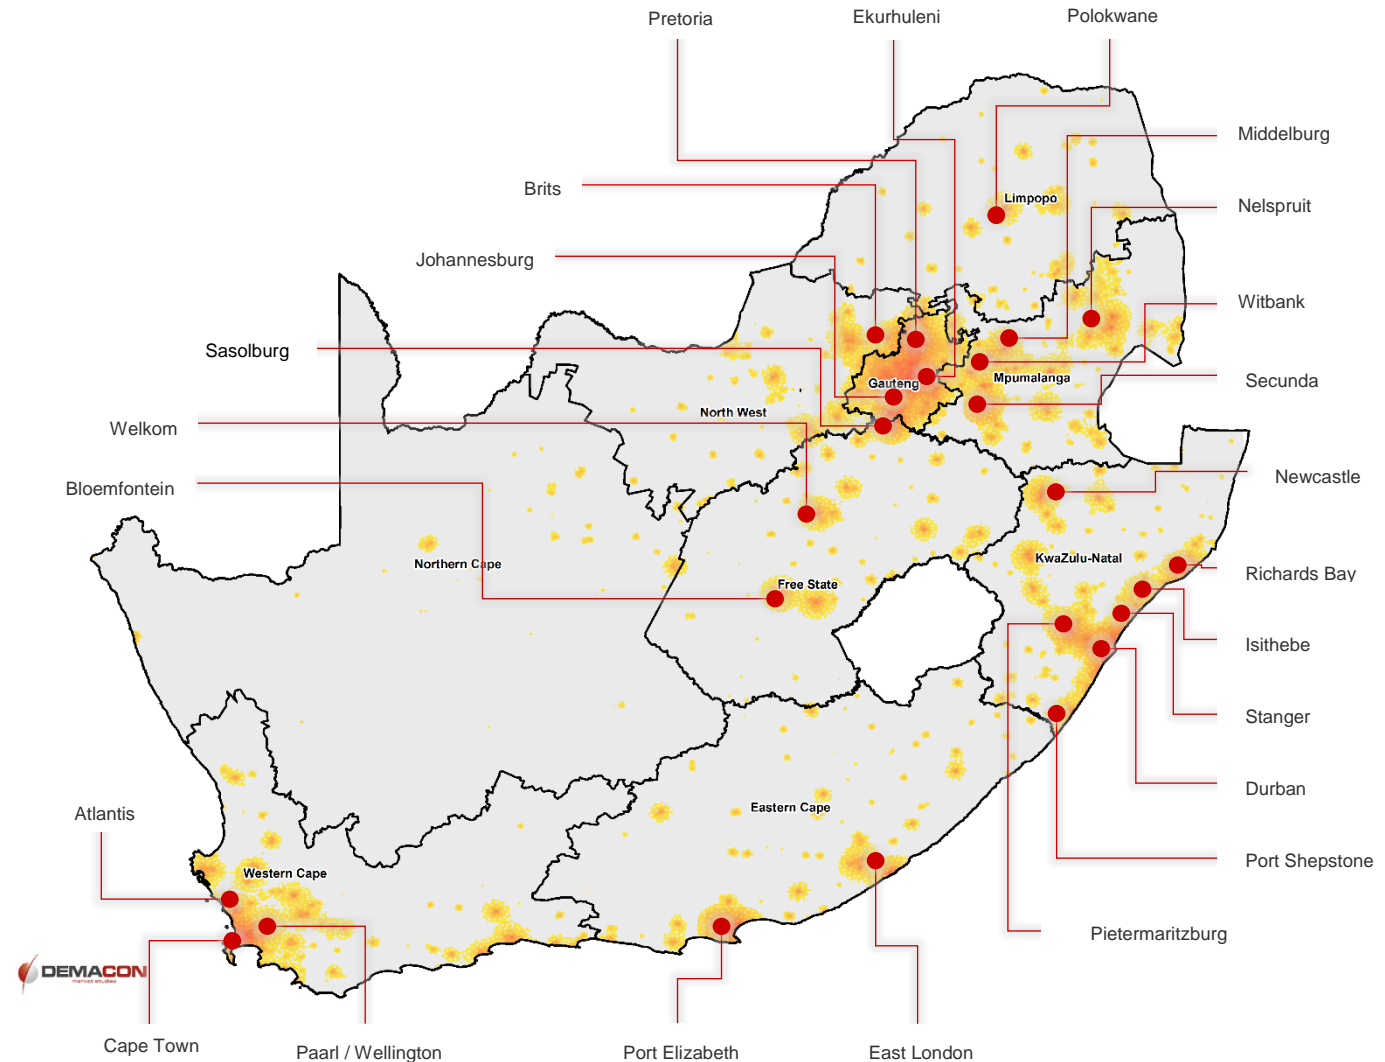 Pretoria
Ekurhuleni
Polokwane
Middelburg
Brits
Limpopo
Nelspruit
Johannesburg
Witbank
Sasolburg
Gauteng
Mpumalanga
Secunda
North West
Welkom
Newcastle
Bloemfontein
Northern Cape
KwaZulu-Natal
Free State
Richards Bay
Isithebe
Stanger
Durban
Eastern Cape
Atlantis
Port Shepstone
Western Cape
Pietermaritzburg
DEMACON
market studies
Cape Town
Paarl / Wellington
Port Elizabeth
East London